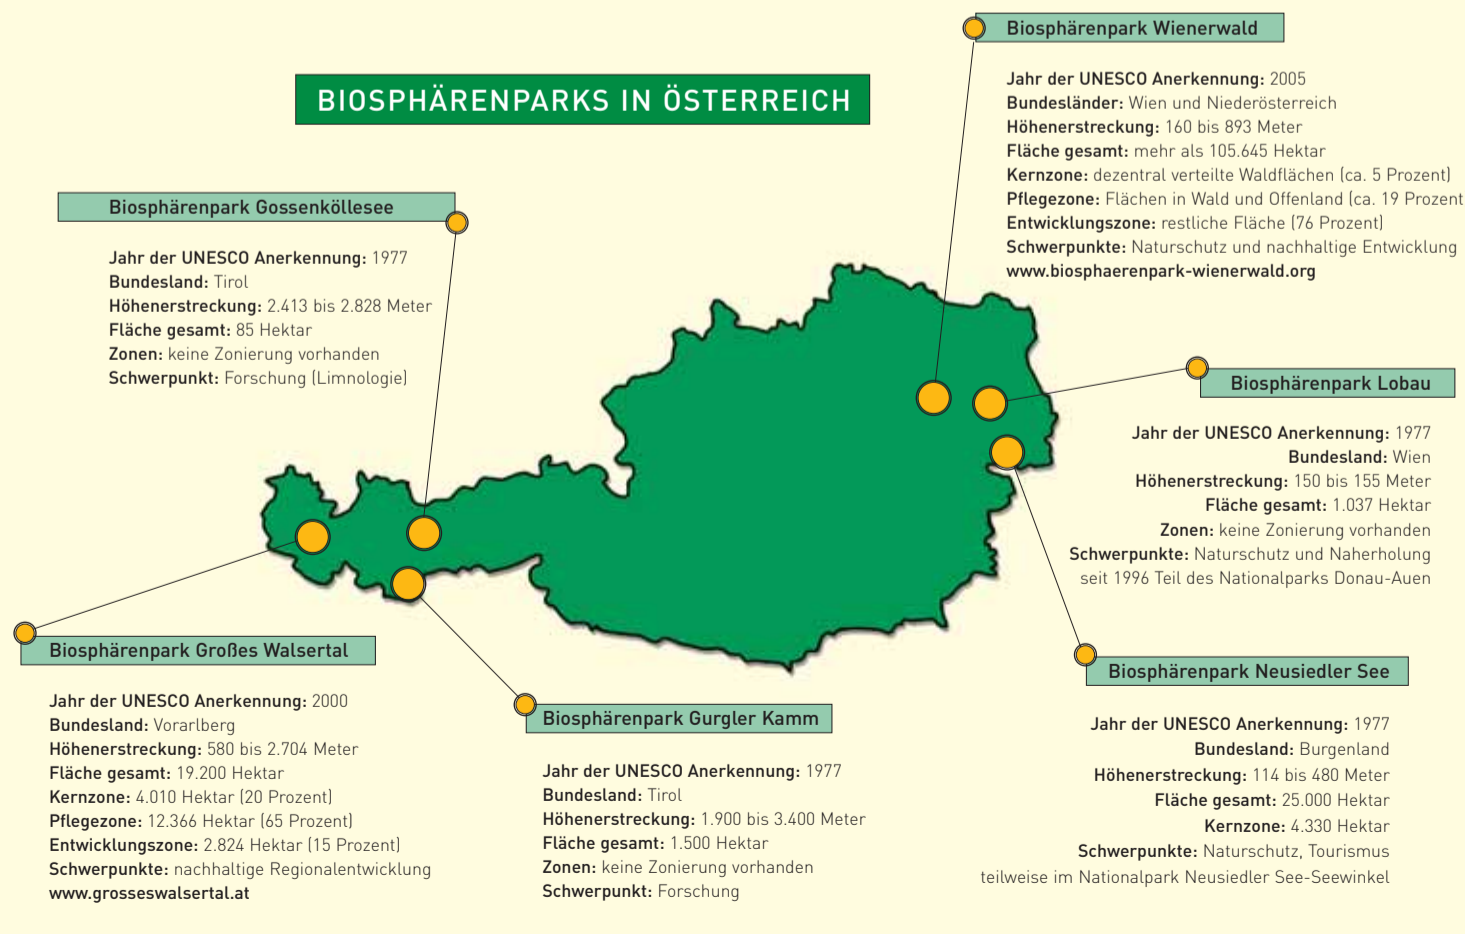 BIOSPHÄRENPARKS IN ÖSTERREICH
Biosphärenpark Wienerwald
Jahr der UNESCO Anerkennung: 2005
Bundesländer: Wien und Niederösterreich
Höhenerstreckung: 160 bis 893 Meter
Fläche gesamt: mehr als 105.645 Hektar
Kernzone: dezentral verteilte Waldflächen (ca. 5 Prozent)
Pflegezone: Flächen in Wald und Offenland (ca. 19 Prozent
Entwicklungszone: restliche Fläche (76 Prozent)
Schwerpunkte: Naturschutz und nachhaltige Entwicklung
www.biosphaerenpark-wienerwald.org
Biosphärenpark Gossenköllesee
Jahr der UNESCO Anerkennung: 1977
Bundesland: Tirol
Höhenerstreckung: 2.413 bis 2.828 Meter
Fläche gesamt: 85 Hektar
Zonen: keine Zonierung vorhanden
Schwerpunkt: Forschung (Limnologie)
Biosphärenpark Lobau
Jahr der UNESCO Anerkennung: 1977
Bundesland: Wien
Höhenerstreckung: 150 bis 155 Meter
Fläche gesamt: 1.037 Hektar
Zonen: keine Zonierung vorhanden
Schwerpunkte: Naturschutz und Naherholung
seit 1996 Teil des Nationalparks Donau-Auen
Biosphärenpark Großes Walsertal
Jahr der UNESCO Anerkennung: 2000
Bundesland: Vorarlberg
Höhenerstreckung: 580 bis 2.704 Meter
Fläche gesamt: 19.200 Hektar
Kernzone: 4.010 Hektar (20 Prozent)
Pflegezone: 12.366 Hektar (65 Prozent)
Entwicklungszone: 2.824 Hektar (15 Prozent)
Schwerpunkte: nachhaltige Regionalentwicklung
www.grosseswalsertal.at
Biosphärenpark Gurgler Kamm
Jahr der UNESCO Anerkennung: 1977
Bundesland: Tirol
Höhenerstreckung: 1.900 bis 3.400 Meter
Fläche gesamt: 1.500 Hektar
Zonen: keine Zonierung vorhanden
Schwerpunkt: Forschung
Biosphärenpark Neusiedler See
Jahr der UNESCO Anerkennung: 1977
Bundesland: Burgenland
Höhenerstreckung: 114 bis 480 Meter
Fläche gesamt: 25.000 Hektar
Kernzone: 4.330 Hektar
Schwerpunkte: Naturschutz, Tourismus
teilweise im Nationalpark Neusiedler See-Seewinkel